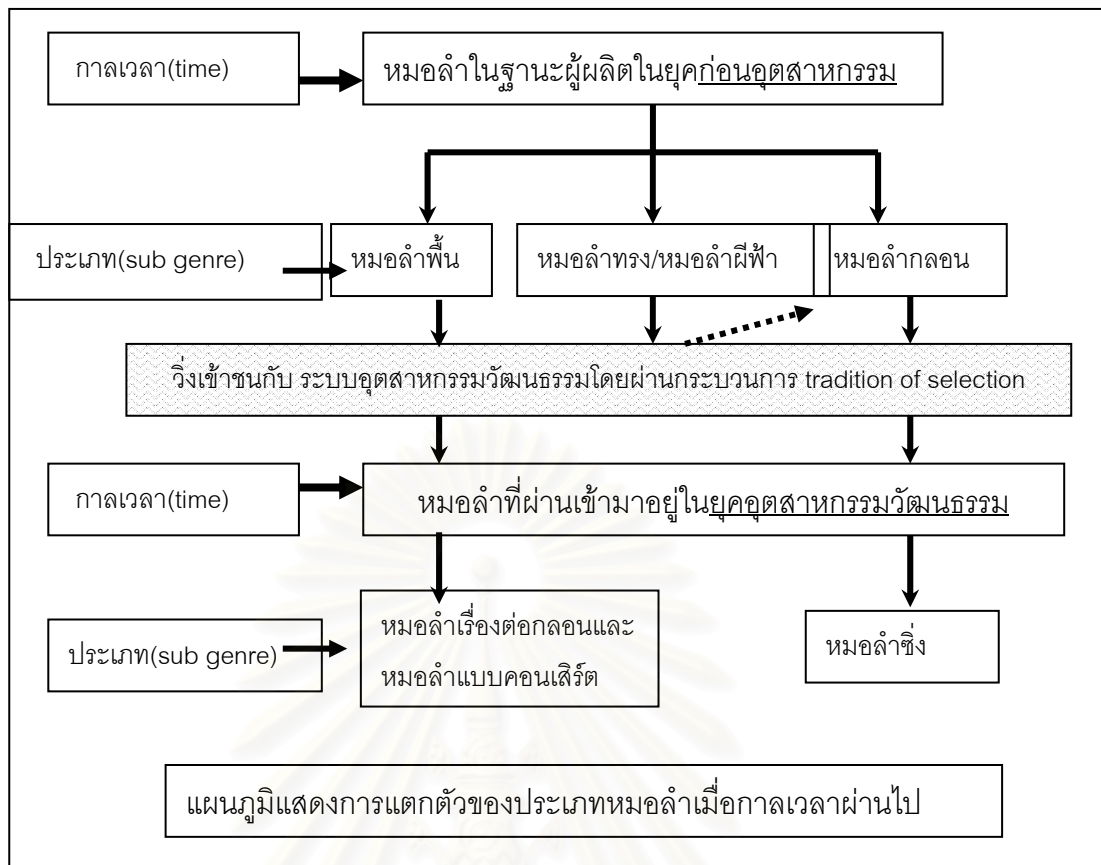 กาลเวลา(time)
หมอลำในฐานะผู้ผลิตในยุคก่อนอุตสาหกรรม
ประเภท(sub genre)
หมอลำพื้น
หมอลำทรง/หมอลำผีฟ้า
หมอลำกลอน
วิ่งเข้าชนกับ ระบบอุตสาหกรรมวัฒนธรรมโดยผ่านกระบวนการ tradition of selection
กาลเวลา(time)
หมอลำที่ผ่านเข้ามาอยู่ในยุคอุตสาหกรรมวัฒนธรรม
ประเภท(sub genre)
หมอลำเรื่องต่อกลอนและ
หมอลำแบบคอนเสิร์ต
หมอลำซิ่ง
แผนภูมิแสดงการแตกตัวของประเภทหมอลำเมื่อกาลเวลาผ่านไป